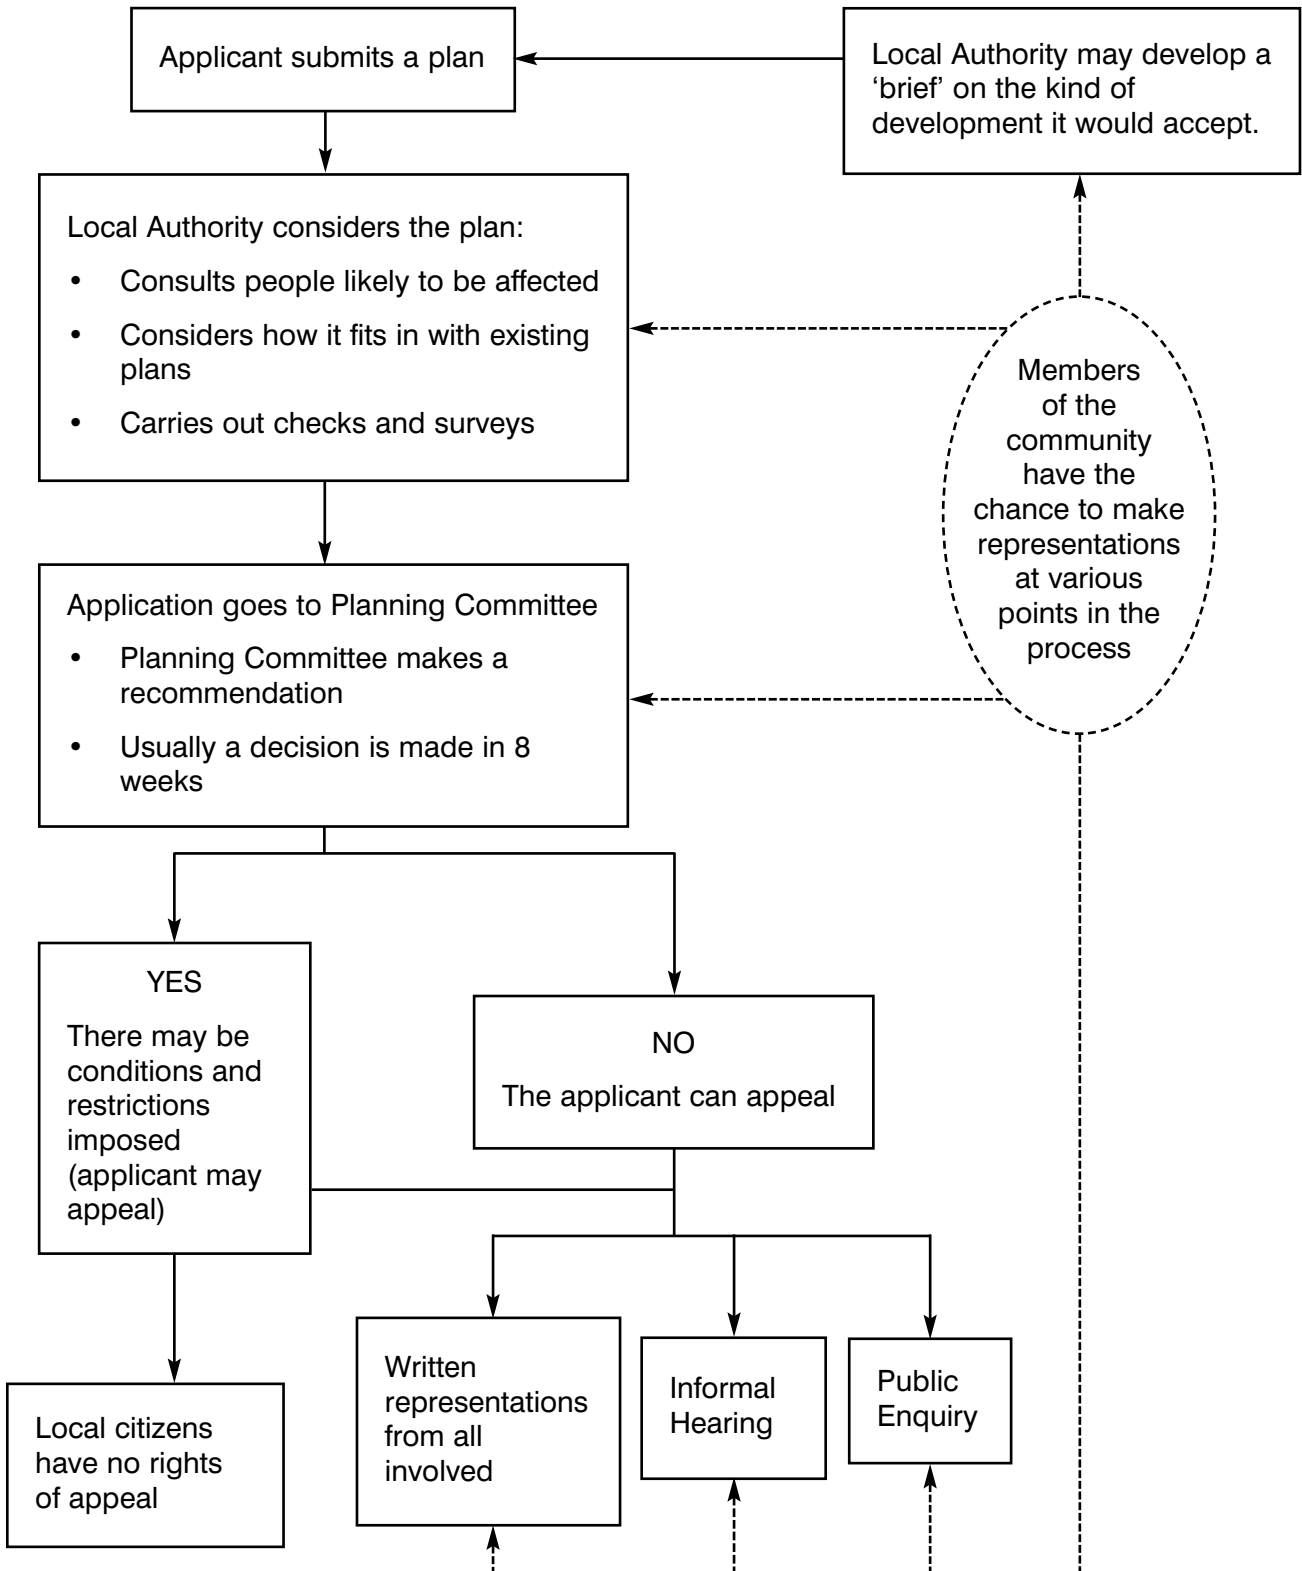 Applicant submits a plan
Local Authority may develop a
‘brief’ on the kind of
development it would accept.
Local Authority considers the plan:
• Consults people likely to be affected
• Considers how it fits in with existing
plans
• Carries out checks and surveys
Members
of the
community
have the
chance to make
representations
at various
points in the
process
Application goes to Planning Committee
• Planning Committee makes a
recommendation
• Usually a decision is made in 8
weeks
YES
There may be
conditions and
restrictions
imposed
(applicant may
appeal)
NO
The applicant can appeal
Local citizens
have no rights
of appeal
Written
representations
from all
involved
Informal
Hearing
Public
Enquiry